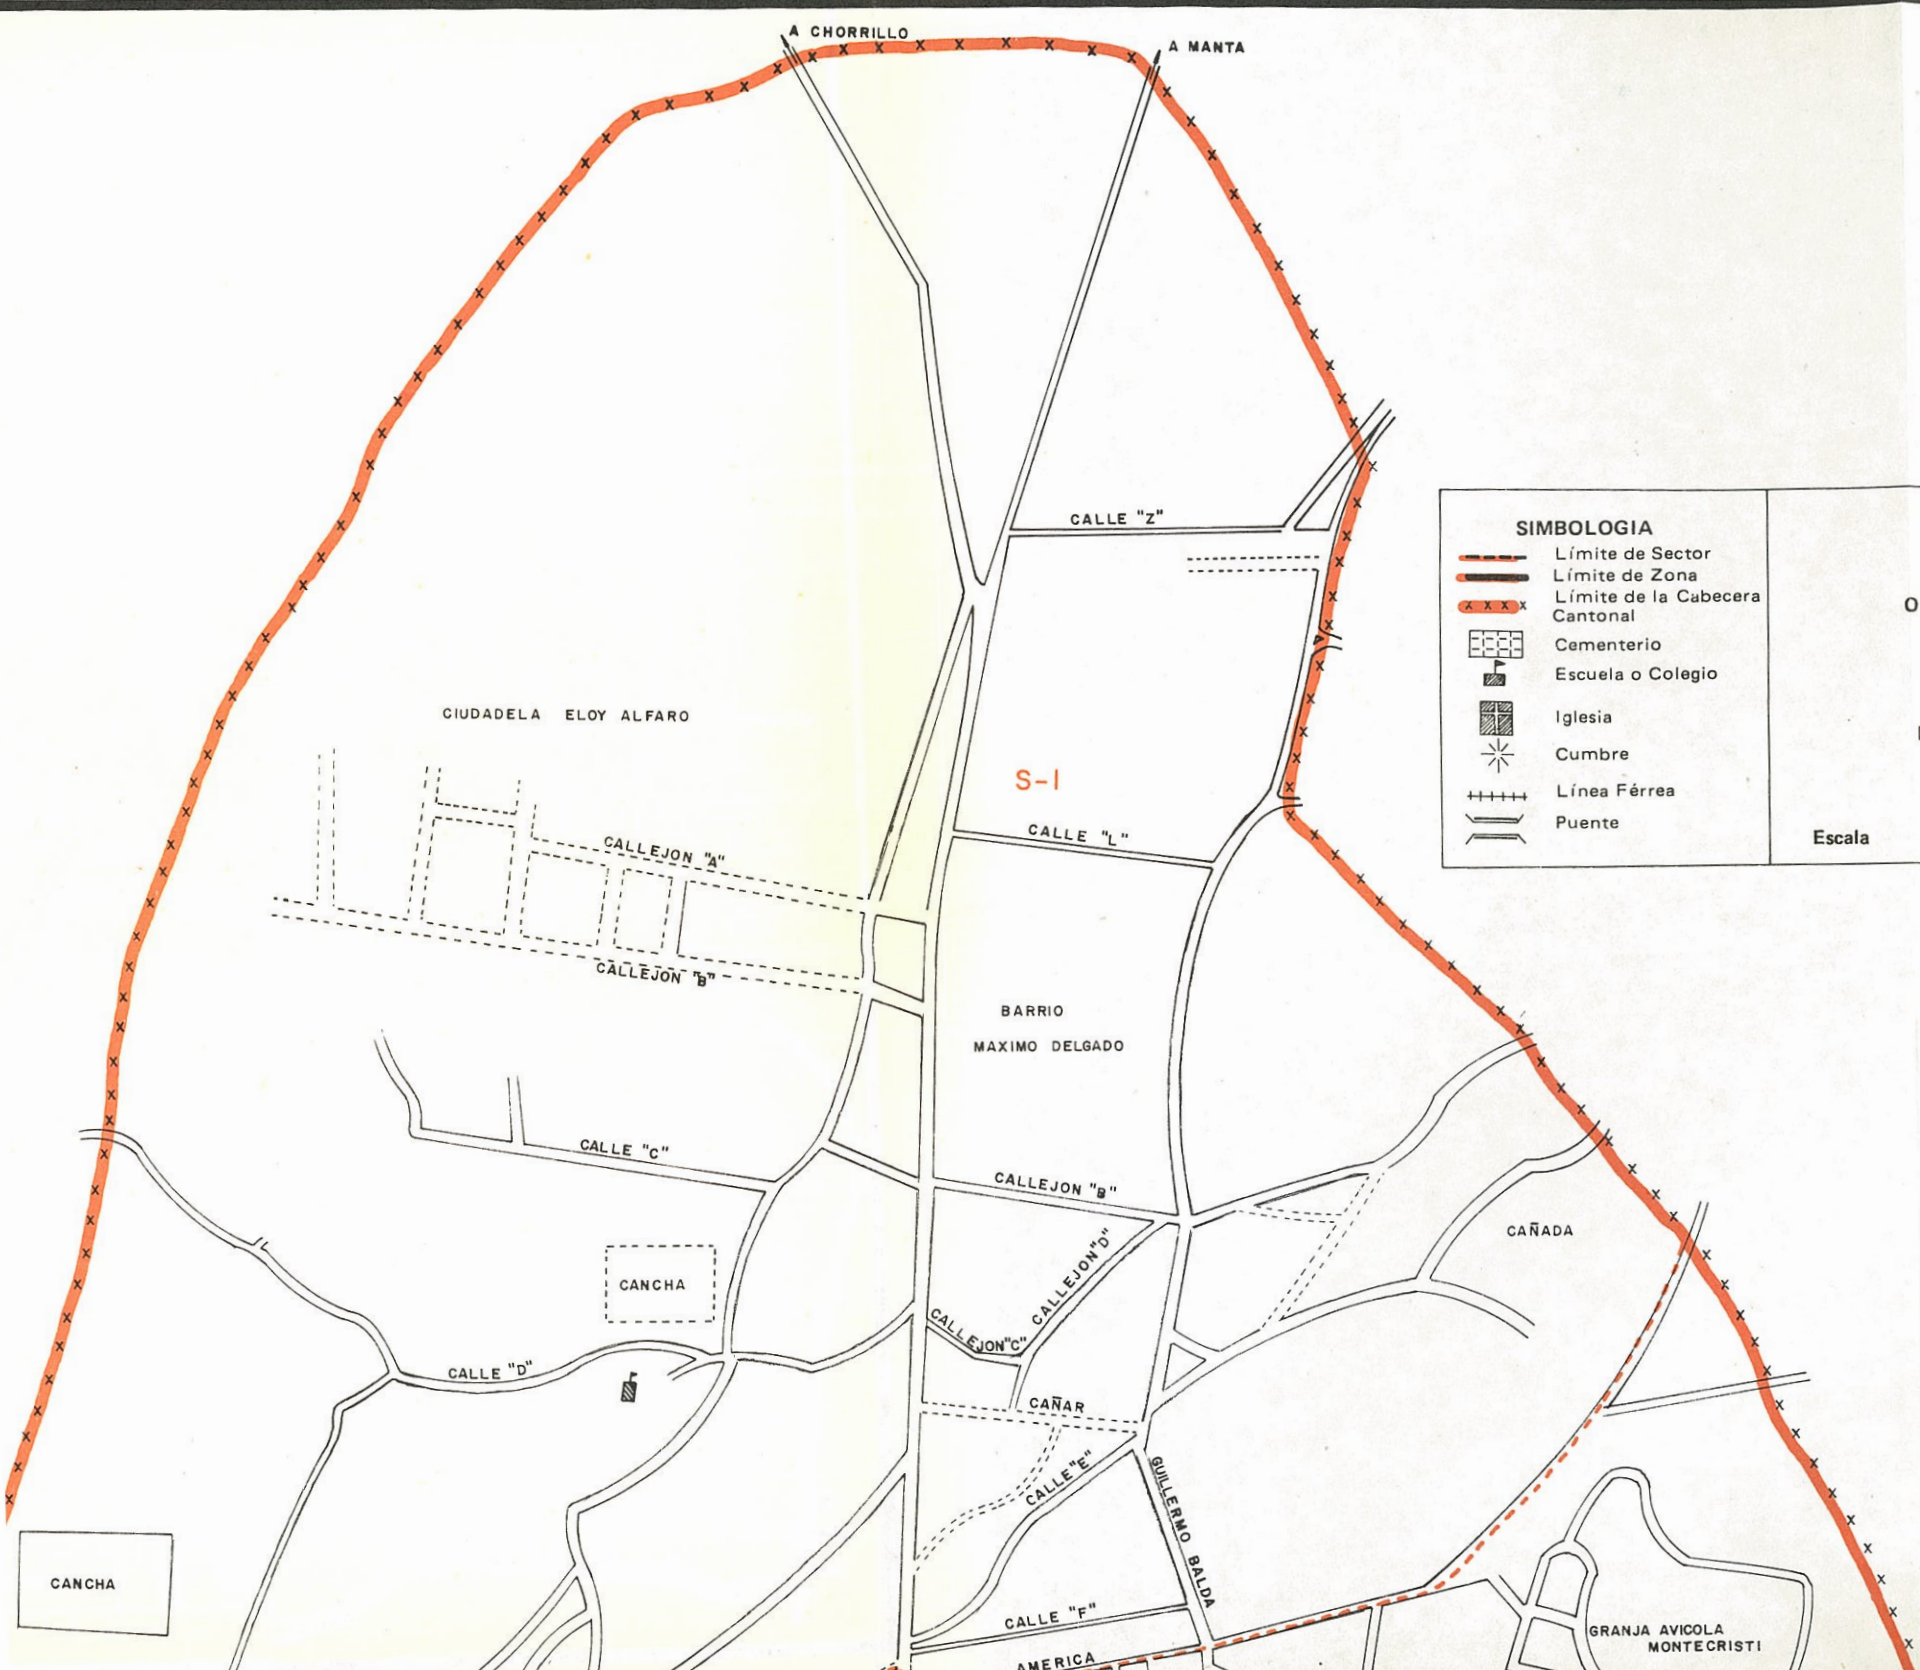 A CHORRILLO
A MANTA
CALLE "Z"
SIMBOLOGIA
Límite de Sector
Límite de Zona
Límite de la Cabecera
Cantonal
Cementerio
Escuela o Colegio
Iglesia
Cumbre
Línea Férrea
Puente
Escala
CIUDADELA ELOY ALFARO
S-I
CALLE "L"
CALLEJON "A"
CALLEJON "B"
BARRIO
MAXIMO DELGADO
CALLE "C"
CALLEJON "B"
CAÑADA
CANCHA
CALLEJON "D"
CALLEJON "C"
CALLE "D"
CAÑAR
CALLE "E"
GUILLERMO BALDA
CANCHA
CALLE "F"
GRANJA AVICOLA
MONTECRISTI
AMERICA